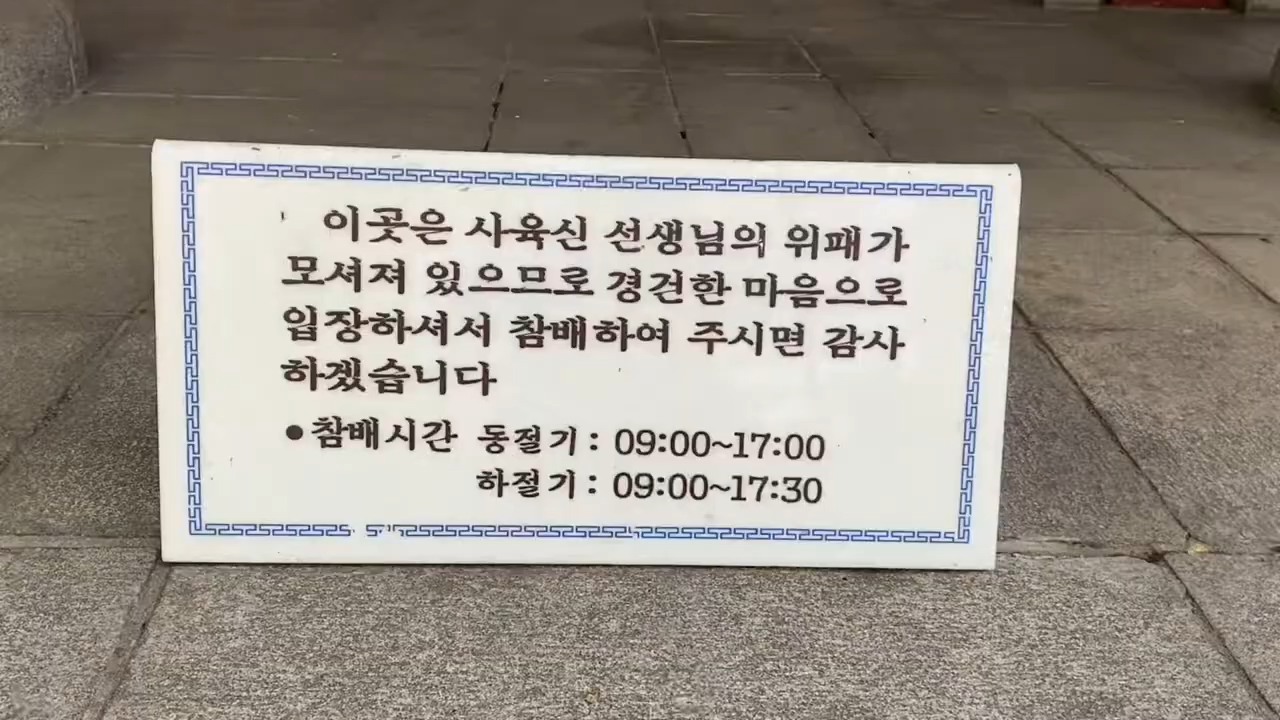 이곳은 사육신 선생님의 위패가
모셔져 있으므로 경건한 마음으로
입장하셔서 참배하여 주시면 감사
하겠습니다
●참배시간 동절기: 09:00~17:00
하절기: 09:00~17:30